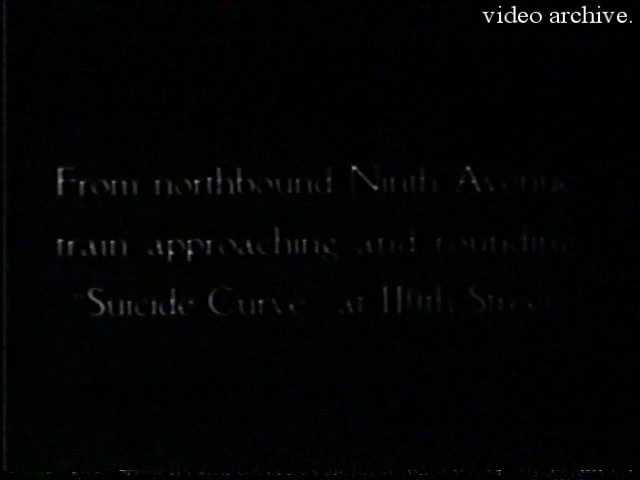 video archive.
From northbound Ninth Avenue
train approaching and rounding
"Suicide Curve" at 110th Street